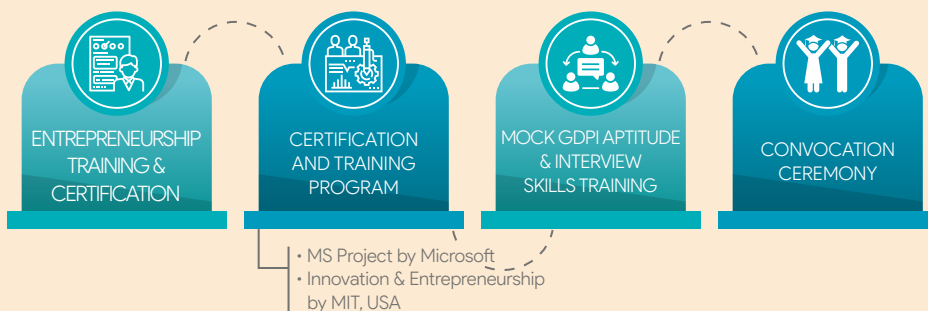 ENTREPRENEURSHIP
TRAINING &
CERTIFICATION
CERTIFICATION
AND TRAINING
PROGRAM
MOCK GDPI APTITUDE
& INTERVIEW
SKILLS TRAINING
CONVOCATION
CEREMONY
• MS Project by Microsoft
• Innovation & Entrepreneurship
by MIT, USA